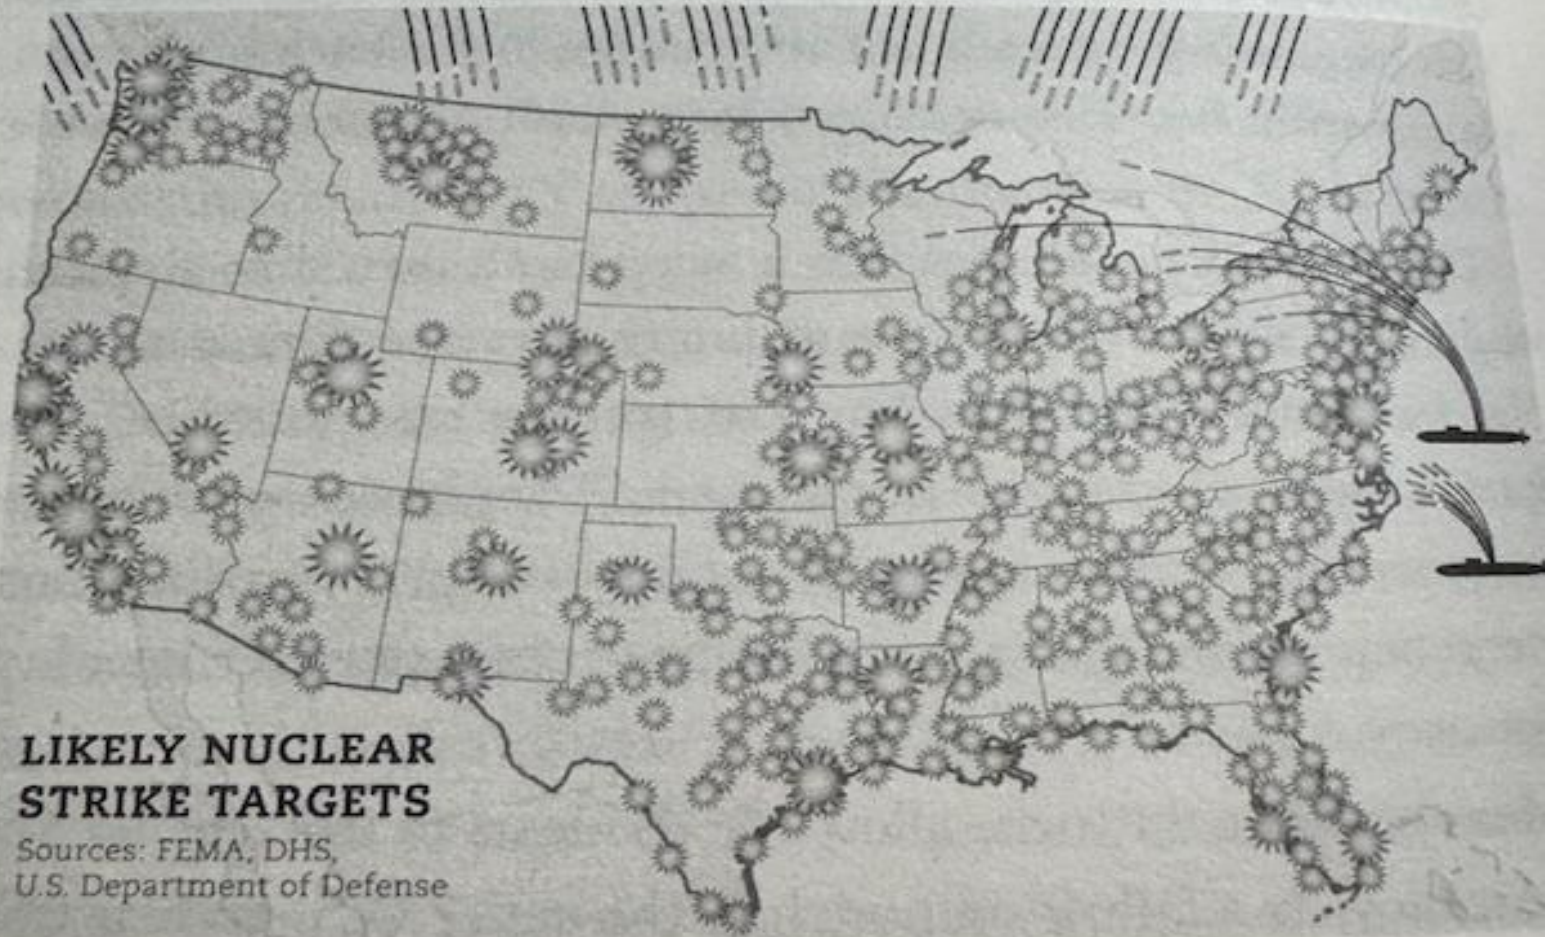 LIKELY NUCLEAR
STRIKE TARGETS
Sources: FEMA, DHS,
U.S. Department of Defense